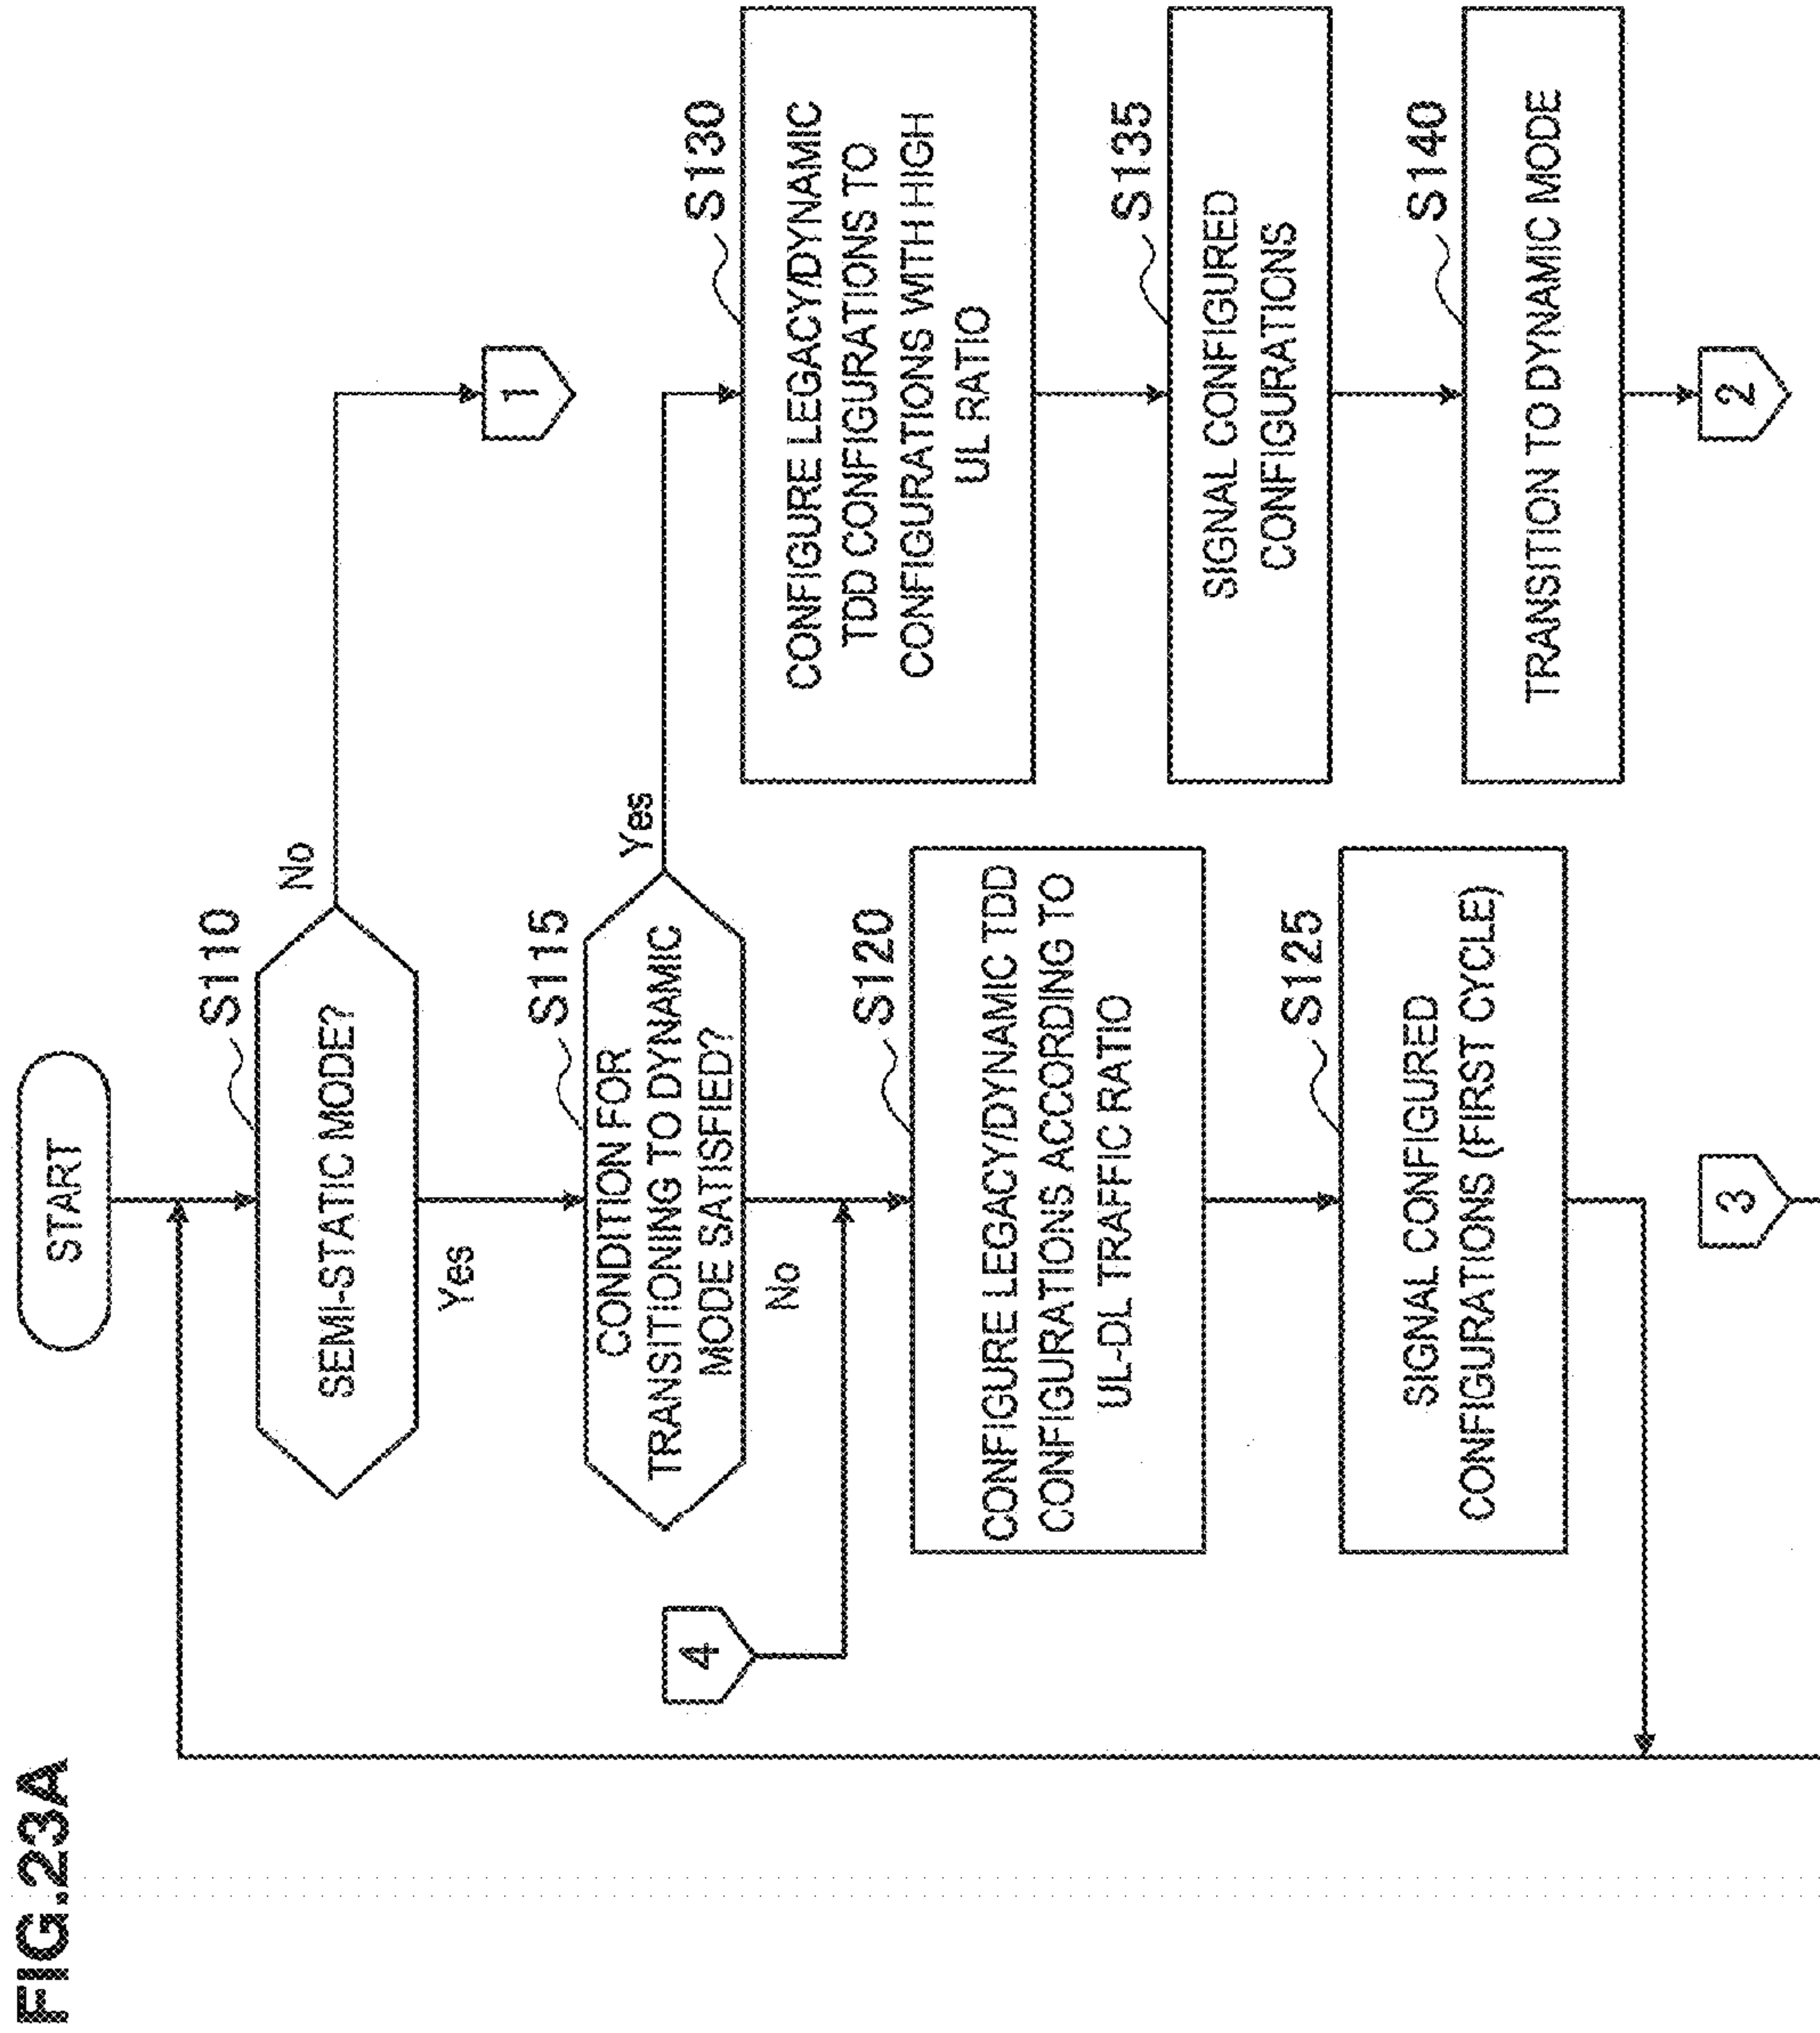 FIG.23A
START
S110
SEMI-STATIC MODE?
No
Yes
1
S115
CONDITION FOR
TRANSITIONING TO DYNAMIC
MODE SATISFIED?
Yes
No
4
S120
CONFIGURE LEGACY/DYNAMIC TDD
CONFIGURATIONS ACCORDING TO
UL-DL TRAFFIC RATIO
S125
SIGNAL CONFIGURED
CONFIGURATIONS (FIRST CYCLE)
3
S130
CONFIGURE LEGACY/DYNAMIC
TDD CONFIGURATIONS TO
CONFIGURATIONS WITH HIGH
UL RATIO
S135
SIGNAL CONFIGURED
CONFIGURATIONS
S140
TRANSITION TO DYNAMIC MODE
2